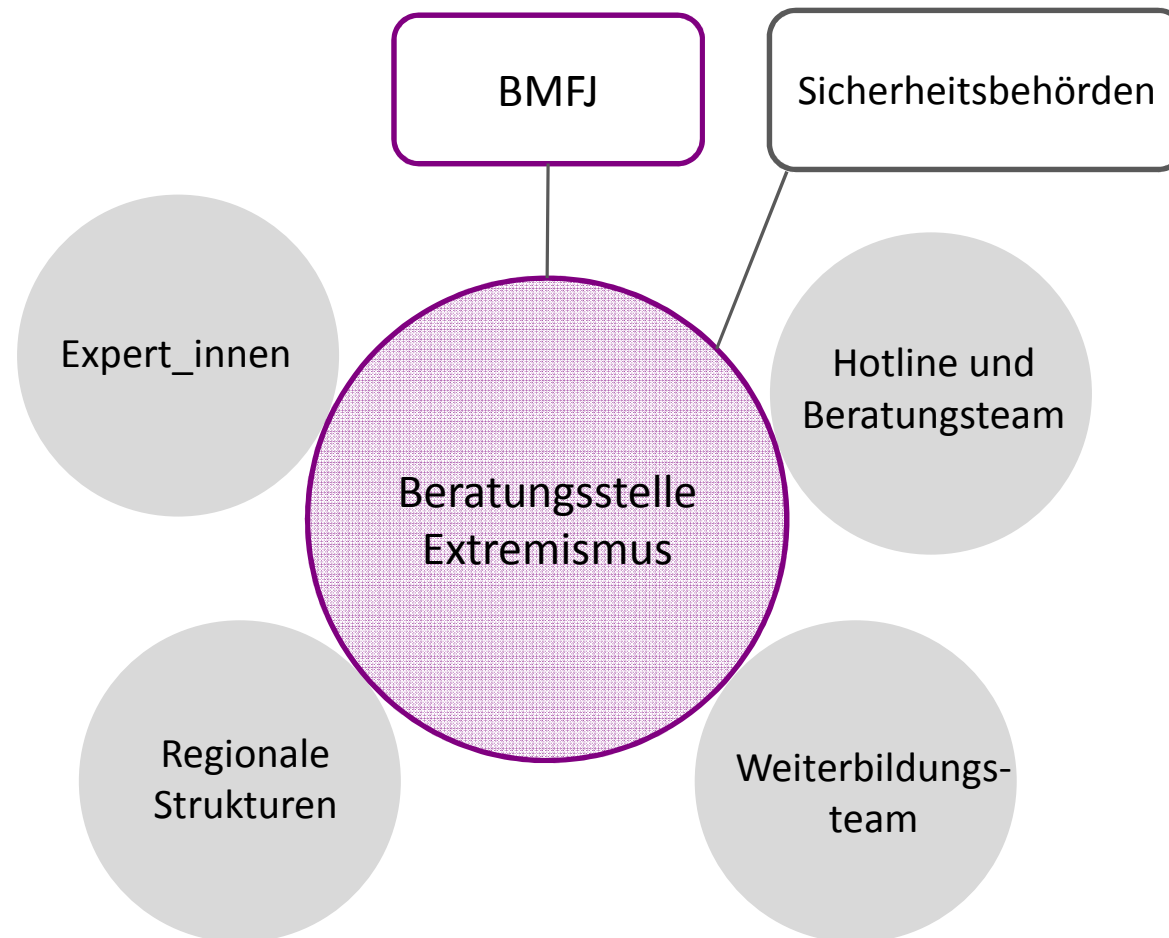 BMFJ
Sicherheitsbehörden
Expert_innen
Hotline und
Beratungsteam
Beratungsstelle
Extremismus
Regionale
Strukturen
Weiterbildungs-
team